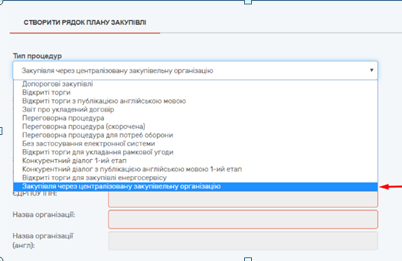 СТВОРИТИ РЯДОК ПЛАНУ ЗАКУПІВЛІ
Тип процедур
Закупівля через централізовану закупівельну організацію
Допорогові закупівлі
Відкриті торги
Відкриті торги з публікацією англійською мовою
Звіт про укладений договір
Переговорна процедура
Переговорна процедура (скорочена)
Переговорна процедура для потреб оборони
Без застосування електронної системи
Відкриті торги для укладання рамкової угоди
Конкурентний діалог 1-ий етап
Конкурентний діалог з публікацією англійською мовою 1-ий етап
Відкриті торги для закупівлі енергосервісу
Закупівля через централізовану закупівельну організацію
ЄДРПОУ ІПН:
Назва організації:
Назва організації
(англ):